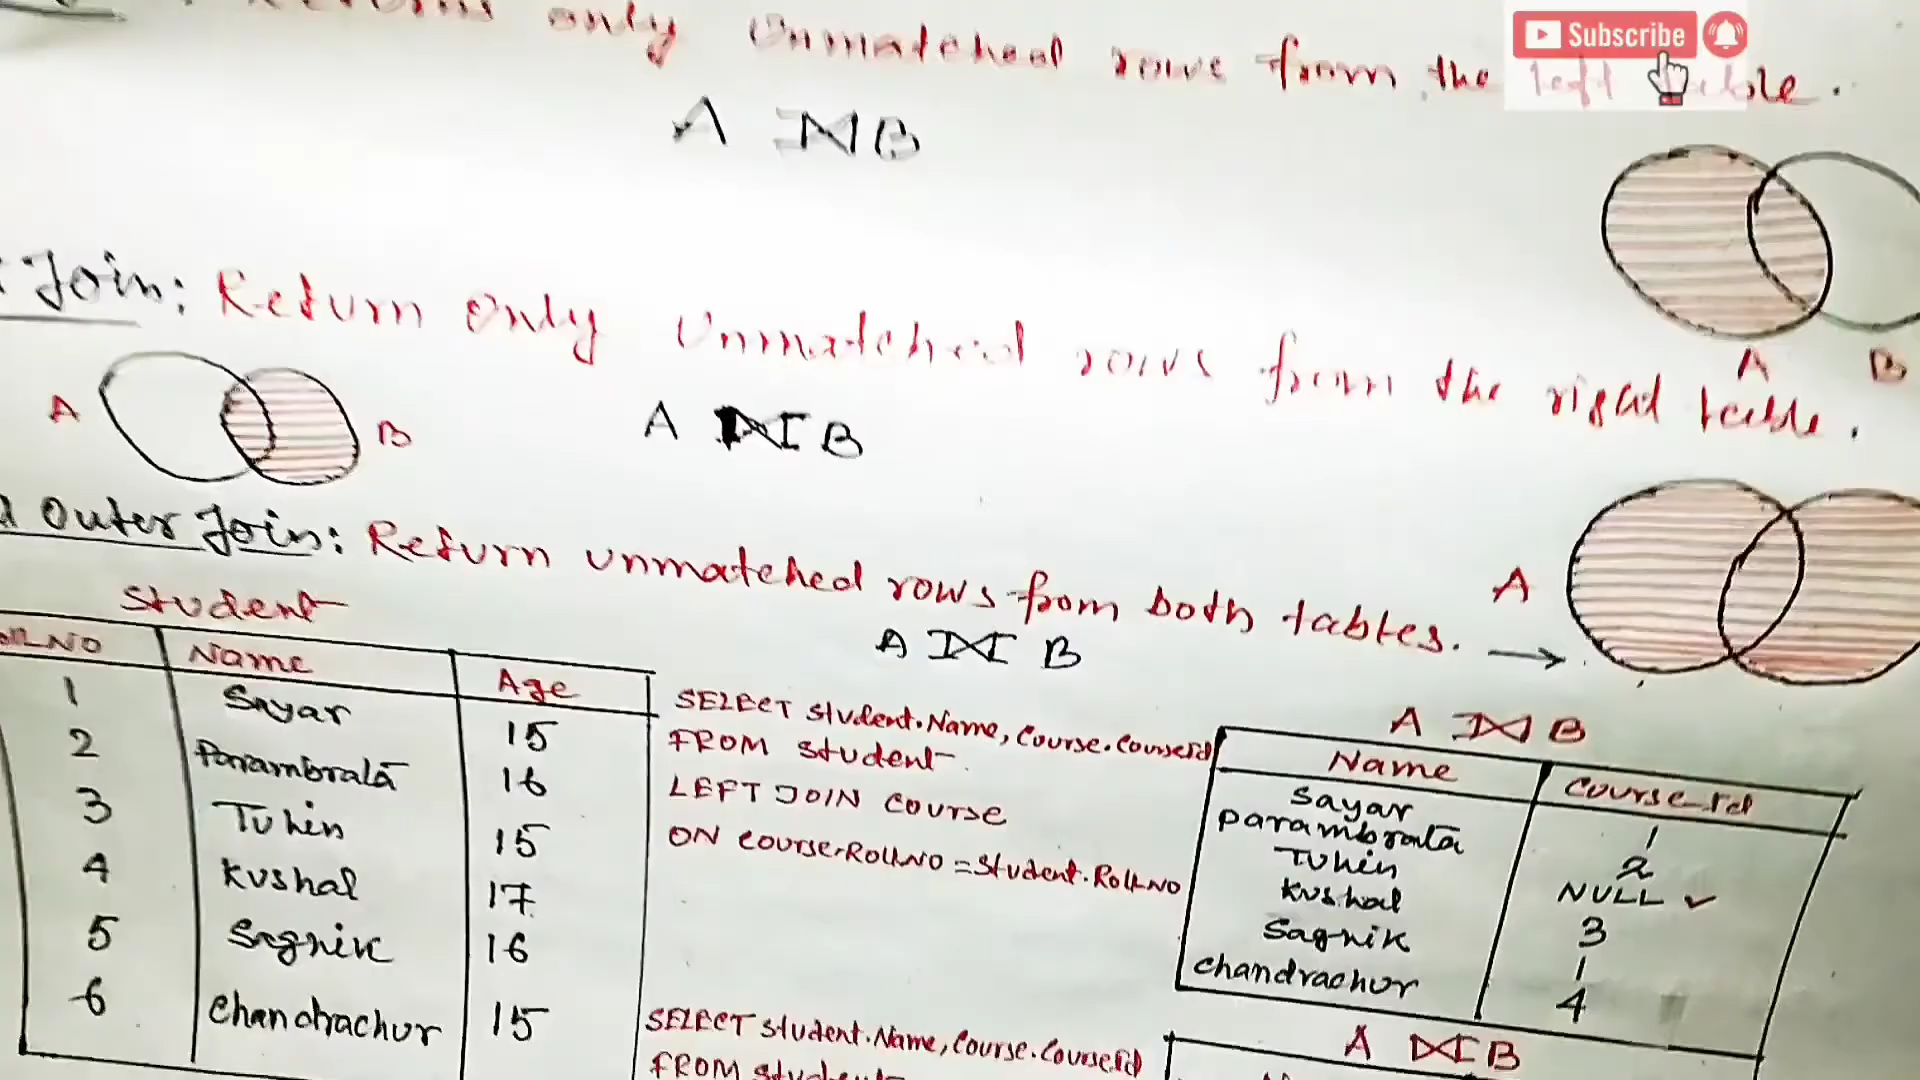 only Unmatched rows from the left table.
Subscribe
A ⟕ B
A B
Join: Return Only Unmatched rows from the right table.
A B
A ⟖ B
Outer Join: Return unmatched rows from both tables. →
A
A ⟗ B
Student
Roll NO Name Age
1 Sayar 15
2 Parambrata 16
3 Tuhin 15
4 Kushal 17
5 Sagnik 16
6 Chandrachur 15
SELECT Student.Name, Course.CourseId
FROM Student
LEFT JOIN Course
ON Course.RollNO = Student.RollNO
A ⟕ B
Name Course_Id
Sayar 1
Parambrata 2
Tuhin NULL ✓
Kushal 3
Sagnik 1
Chandrachur 4
SELECT Student.Name, Course.CourseId
FROM Student
A ⟖ B